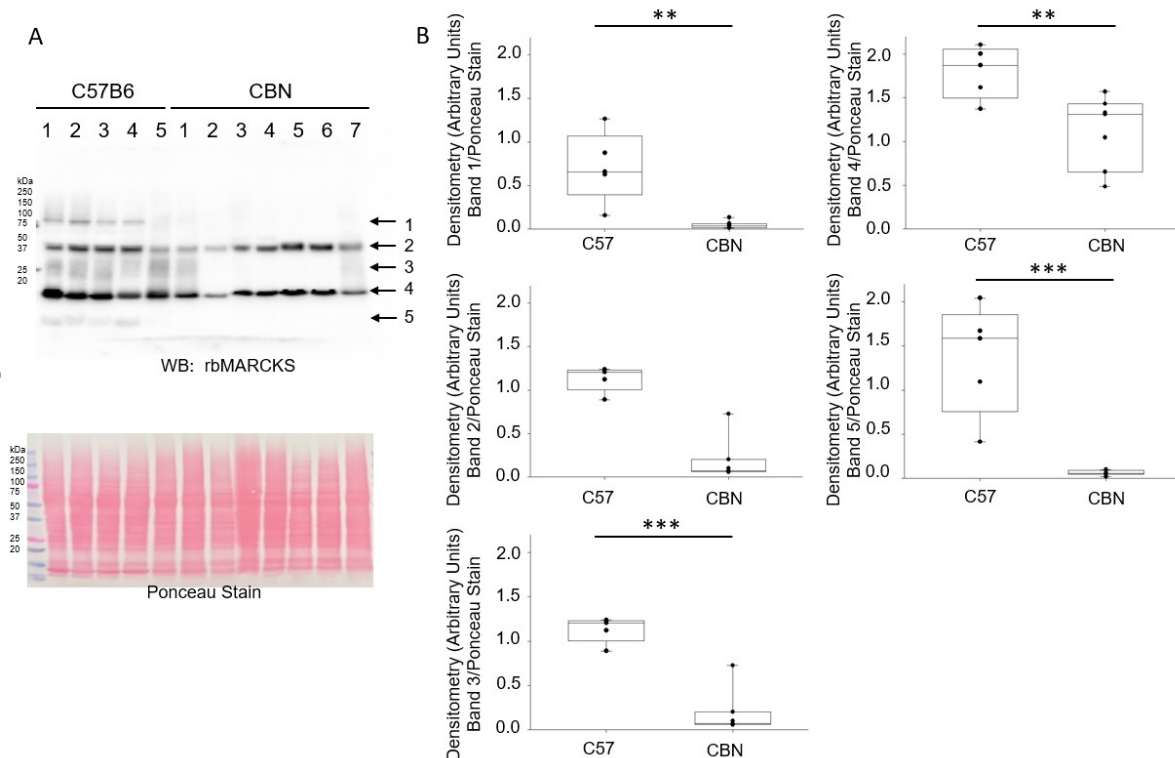 A
C57B6 CBN
1 2 3 4 5 1 2 3 4 5 6 7
kDa
250
150
100
75
50
37
25
20
1
2
3
4
5
WB: rbMARCKS
kDa
250
150
100
75
50
37
25
20
Ponceau Stain
B
**
Densitometry (Arbitrary Units)
Band 1/Ponceau Stain
2.0
1.5
1.0
0.5
0.0
C57 CBN
**
Densitometry (Arbitrary Units)
Band 4/Ponceau Stain
2.0
1.5
1.0
0.5
0.0
C57 CBN
Densitometry (Arbitrary Units)
Band 2/Ponceau Stain
2.0
1.5
1.0
0.5
0.0
C57 CBN
***
Densitometry (Arbitrary Units)
Band 5/Ponceau Stain
2.0
1.5
1.0
0.5
0.0
C57 CBN
***
Densitometry (Arbitrary Units)
Band 3/Ponceau Stain
2.0
1.5
1.0
0.5
0.0
C57 CBN